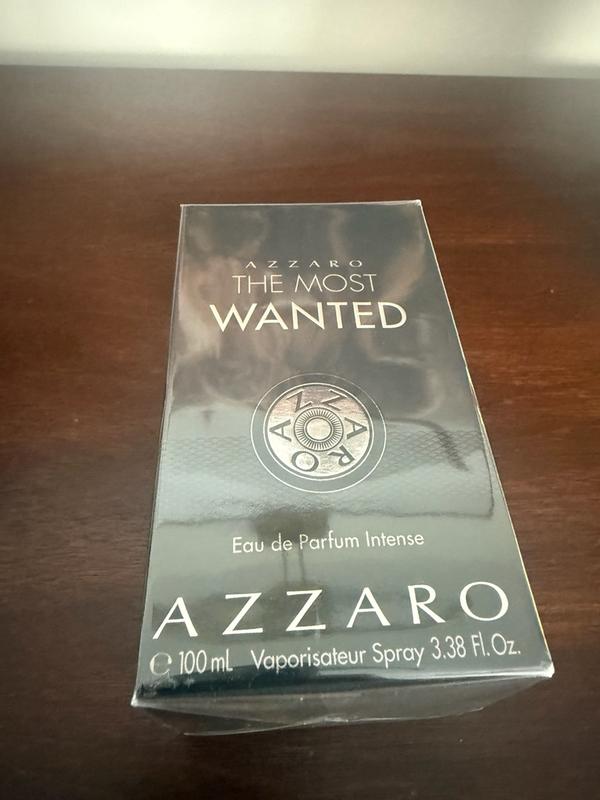 AZZARO
THE MOST
WANTED
AZZARO
Eau de Parfum Intense
AZZARO
℮ 100 mL Vaporisateur Spray 3.38 Fl. Oz.